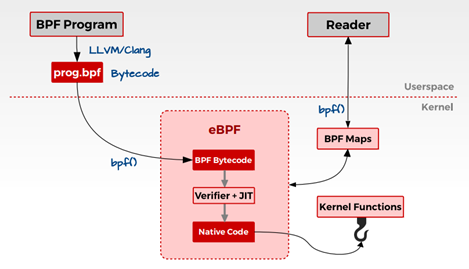 BPF Program
Reader
LLVM/Clang
prog.bpf
Bytecode
Userspace
Kernel
bpf()
eBPF
BPF Maps
bpf()
BPF Bytecode
Verifier + JIT
Kernel Functions
Native Code